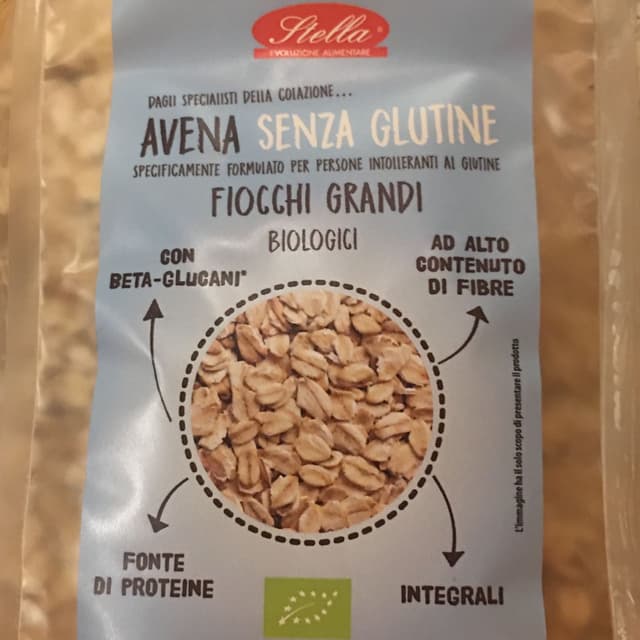 Stella®
EVOLUZIONE ALIMENTARE
DAGLI SPECIALISTI DELLA COLAZIONE...
AVENA SENZA GLUTINE
SPECIFICAMENTE FORMULATO PER PERSONE INTOLLERANTI AL GLUTINE
FIOCCHI GRANDI
BIOLOGICI
CON
BETA-GLUCANI*
AD ALTO
CONTENUTO
DI FIBRE
L'immagine ha il solo scopo di presentare il prodotto
FONTE
DI PROTEINE
INTEGRALI